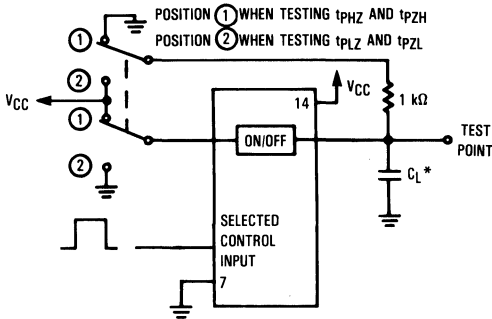 POSITION ① WHEN TESTING tPHZ AND tPZH
POSITION ② WHEN TESTING tPLZ AND tPZL
①
②
VCC
①
②
14
VCC
1 kΩ
ON/OFF
TEST
POINT
CL*
SELECTED
CONTROL
INPUT
7